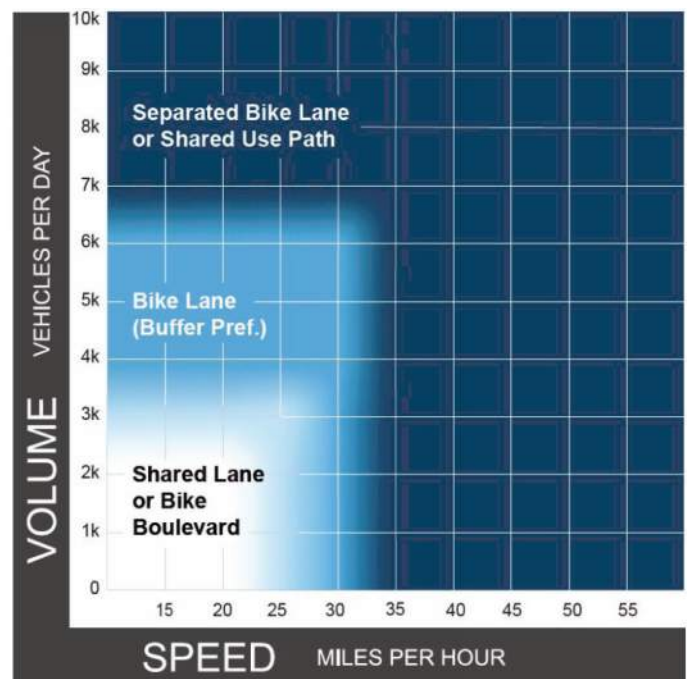 10k
9k
Separated Bike Lane
or Shared Use Path
8k
7k
6k
5k
Bike Lane
(Buffer Pref.)
4k
3k
2k
Shared Lane
or Bike
Boulevard
1k
0
VOLUME VEHICLES PER DAY
15 20 25 30 35 40 45 50 55
SPEED MILES PER HOUR